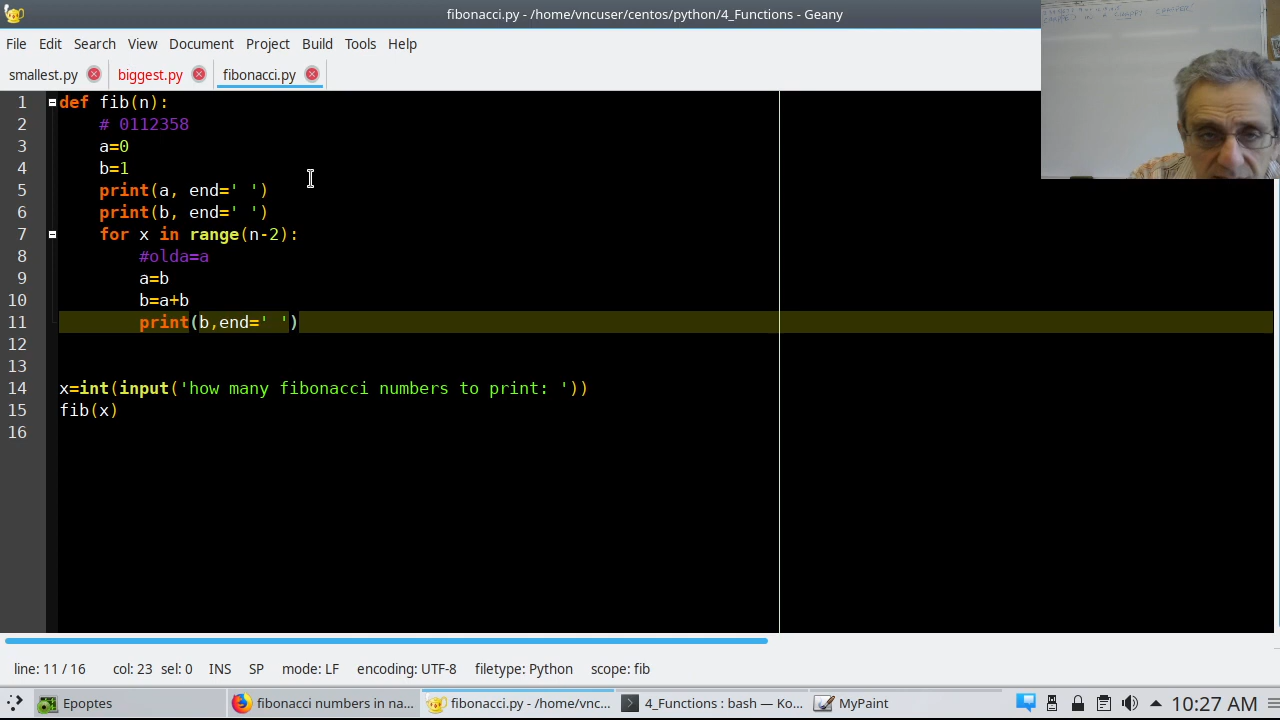 fibonacci.py - /home/vncuser/centos/python/4_Functions - Geany
File Edit Search View Document Project Build Tools Help
smallest.py biggest.py fibonacci.py
1 def fib(n):
2 # 0112358
3 a=0
4 b=1
5 print(a, end=' ')
6 print(b, end=' ')
7 for x in range(n-2):
8 #olda=a
9 a=b
10 b=a+b
11 print(b,end=' ')
12
13
14 x=int(input('how many fibonacci numbers to print: '))
15 fib(x)
16
line: 11 / 16 col: 23 sel: 0 INS SP mode: LF encoding: UTF-8 filetype: Python scope: fib
Epoptes fibonacci numbers in na... fibonacci.py - /home/vnc... 4_Functions : bash — Ko... MyPaint 10:27 AM